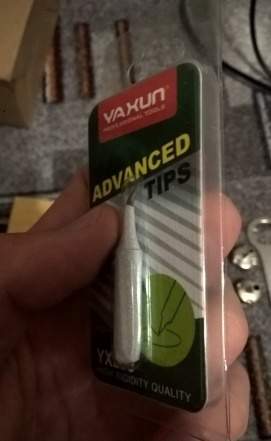 YAXUN
PROFESSIONAL TOOLS
ADVANCED
TIPS
HIGH RIGIDITY QUALITY